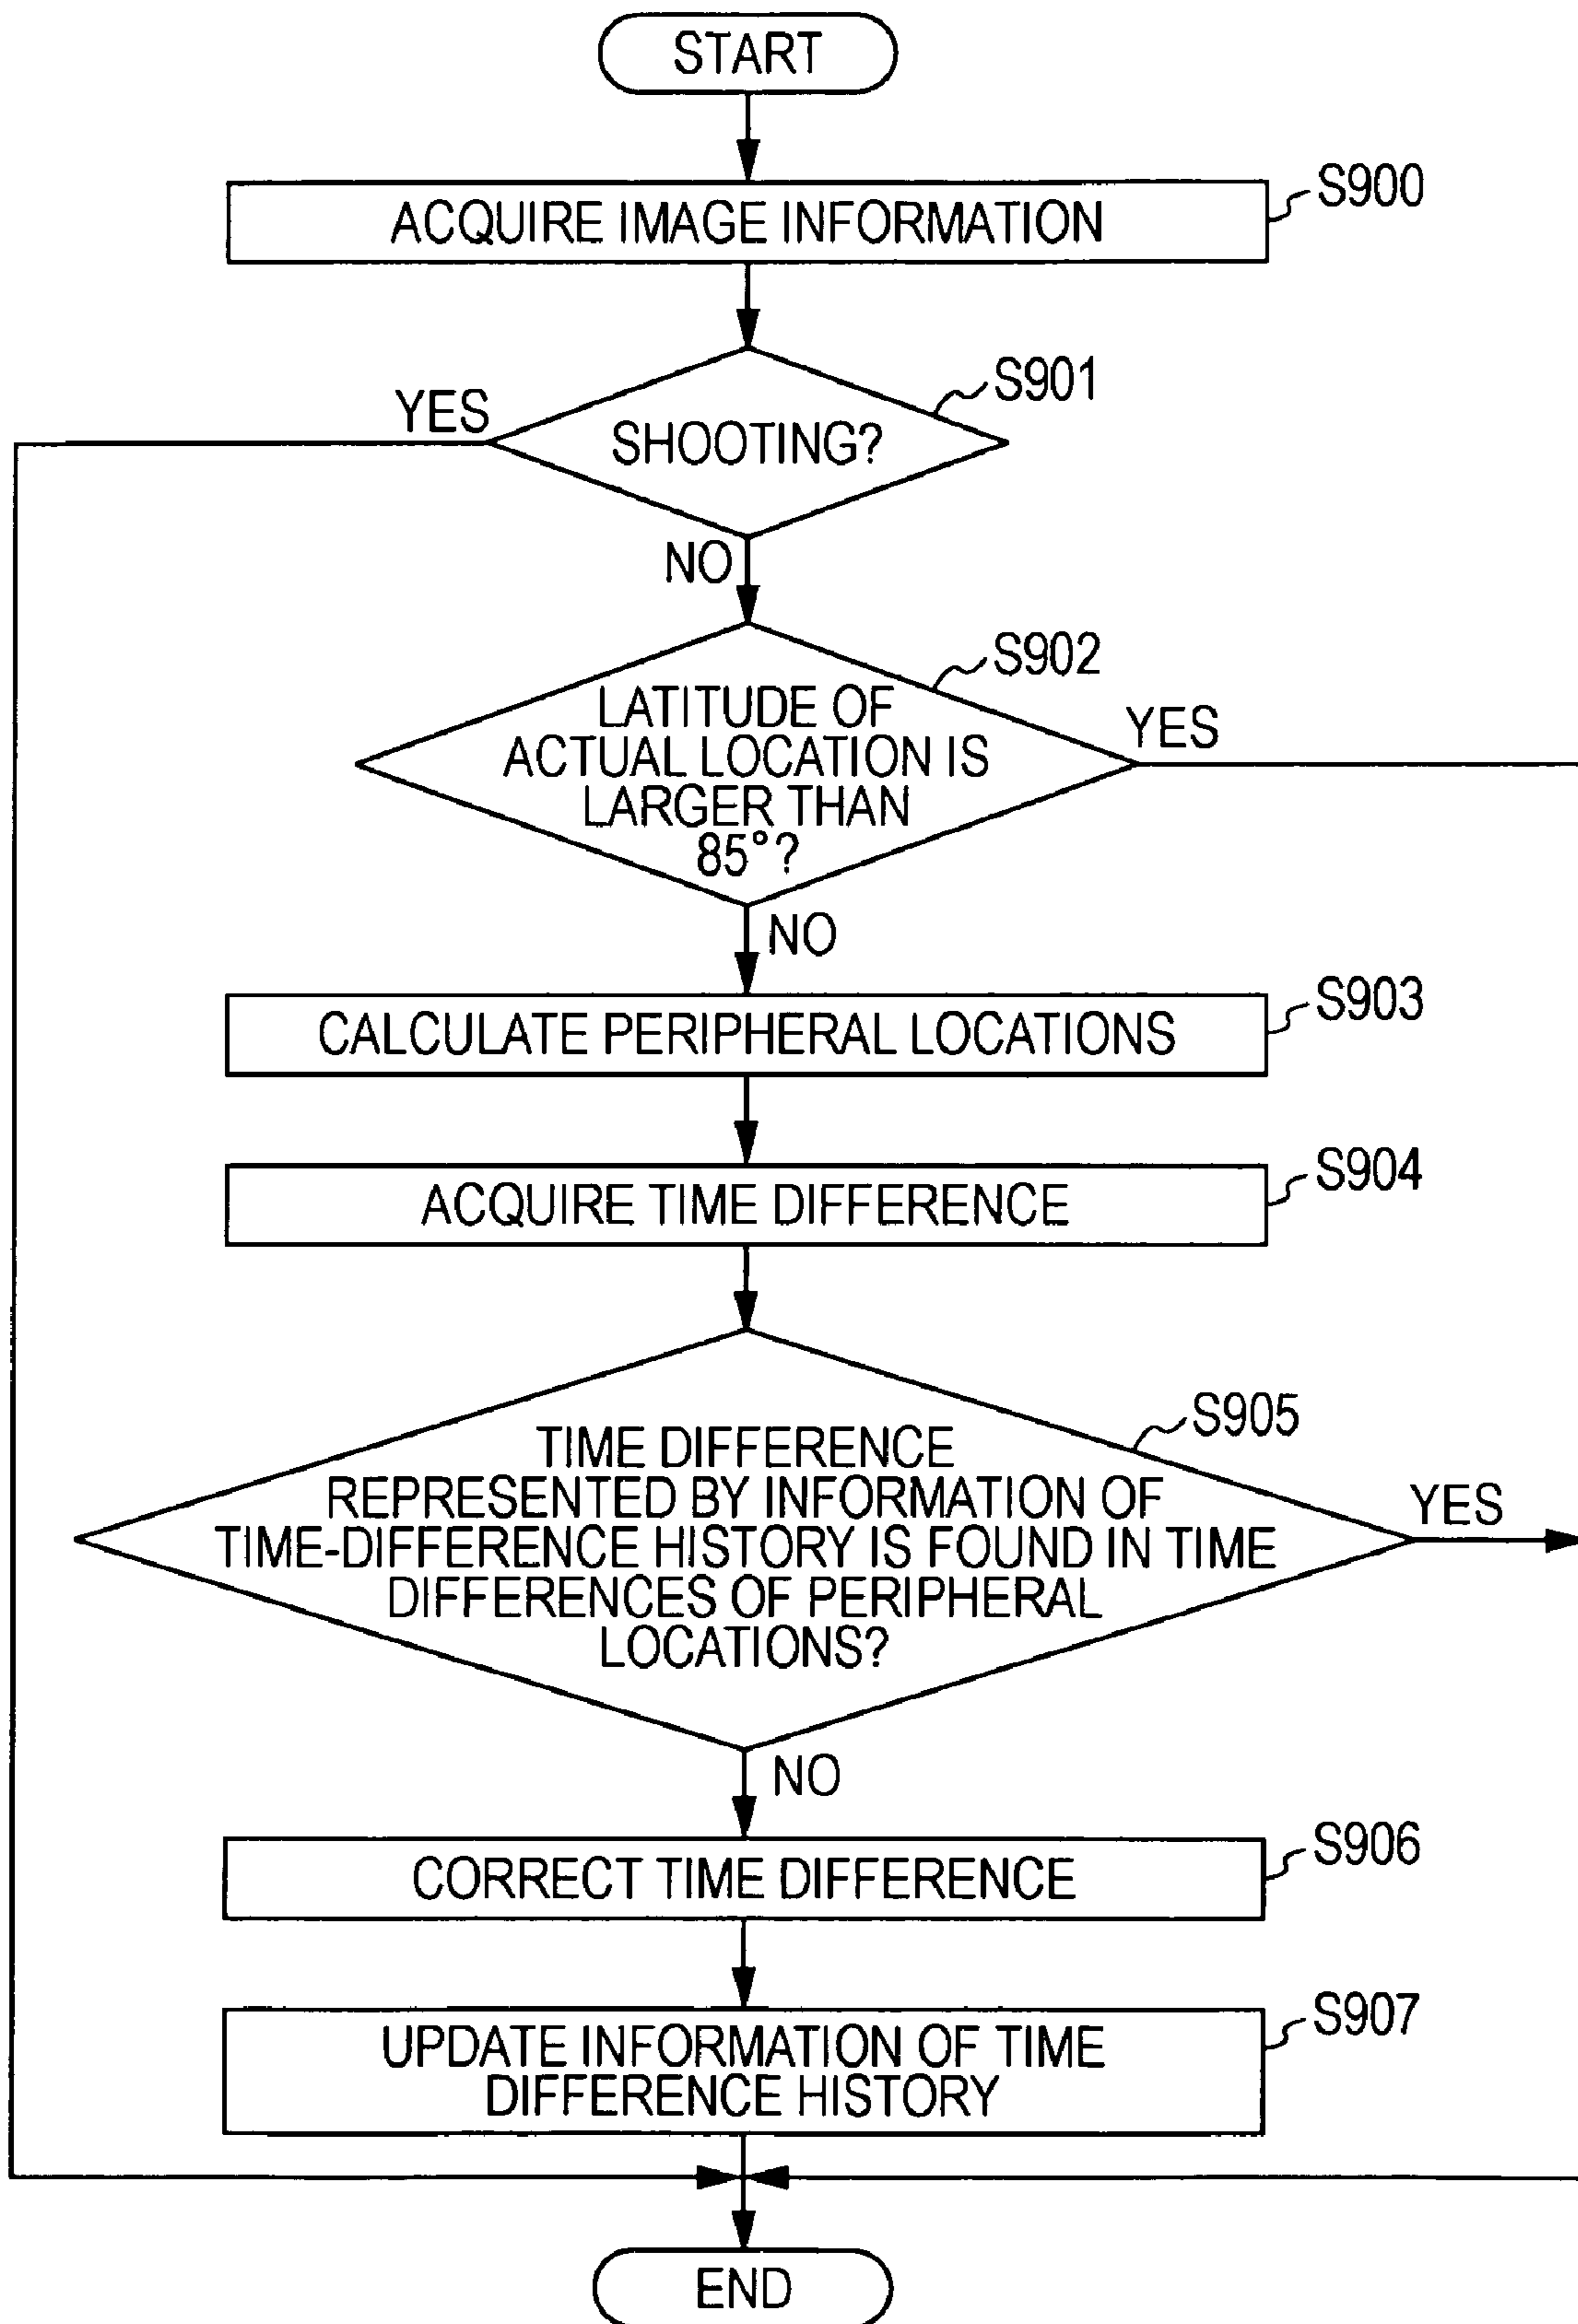 START
ACQUIRE IMAGE INFORMATION
S900
SHOOTING?
S901
YES
NO
LATITUDE OF
ACTUAL LOCATION IS
LARGER THAN
85°?
S902
YES
NO
CALCULATE PERIPHERAL LOCATIONS
S903
ACQUIRE TIME DIFFERENCE
S904
TIME DIFFERENCE
REPRESENTED BY INFORMATION OF
TIME-DIFFERENCE HISTORY IS FOUND IN TIME
DIFFERENCES OF PERIPHERAL
LOCATIONS?
S905
YES
NO
CORRECT TIME DIFFERENCE
S906
UPDATE INFORMATION OF TIME
DIFFERENCE HISTORY
S907
END